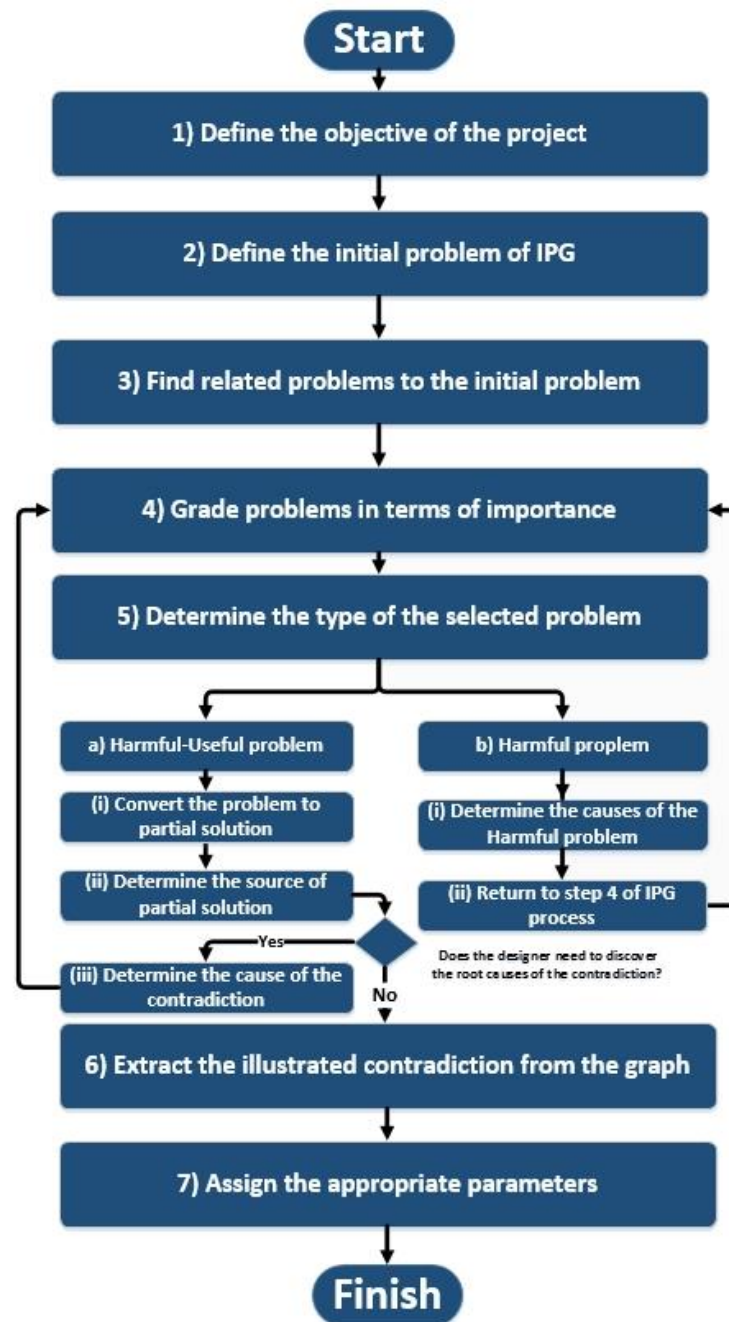 Start
1) Define the objective of the project
2) Define the initial problem of IPG
3) Find related problems to the initial problem
4) Grade problems in terms of importance
5) Determine the type of the selected problem
a) Harmful-Useful problem
b) Harmful proplem
(i) Convert the problem to
partial solution
(i) Determine the causes of the
Harmful problem
(ii) Determine the source of
partial solution
(ii) Return to step 4 of IPG
process
Yes
Does the designer need to discover
the root causes of the contradiction?
(iii) Determine the cause of the
contradiction
No
6) Extract the illustrated contradiction from the graph
7) Assign the appropriate parameters
Finish